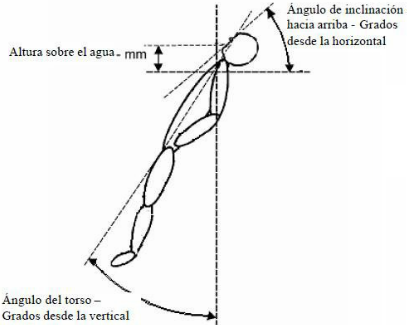 Ángulo de inclinación
hacia arriba - Grados
desde la horizontal
Altura sobre el agua - mm
Ángulo del torso –
Grados desde la vertical